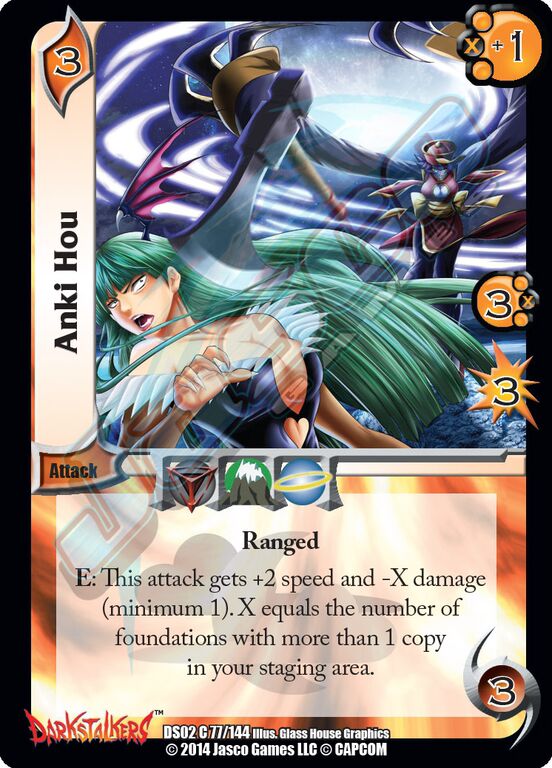 3
+1
Anki Hou
3
3
Attack
Ranged
E: This attack gets +2 speed and -X damage
(minimum 1). X equals the number of
foundations with more than 1 copy
in your staging area.
3
DARKSTALKERS™
DS02 C 77/144 Illus. Glass House Graphics
© 2014 Jasco Games LLC © CAPCOM